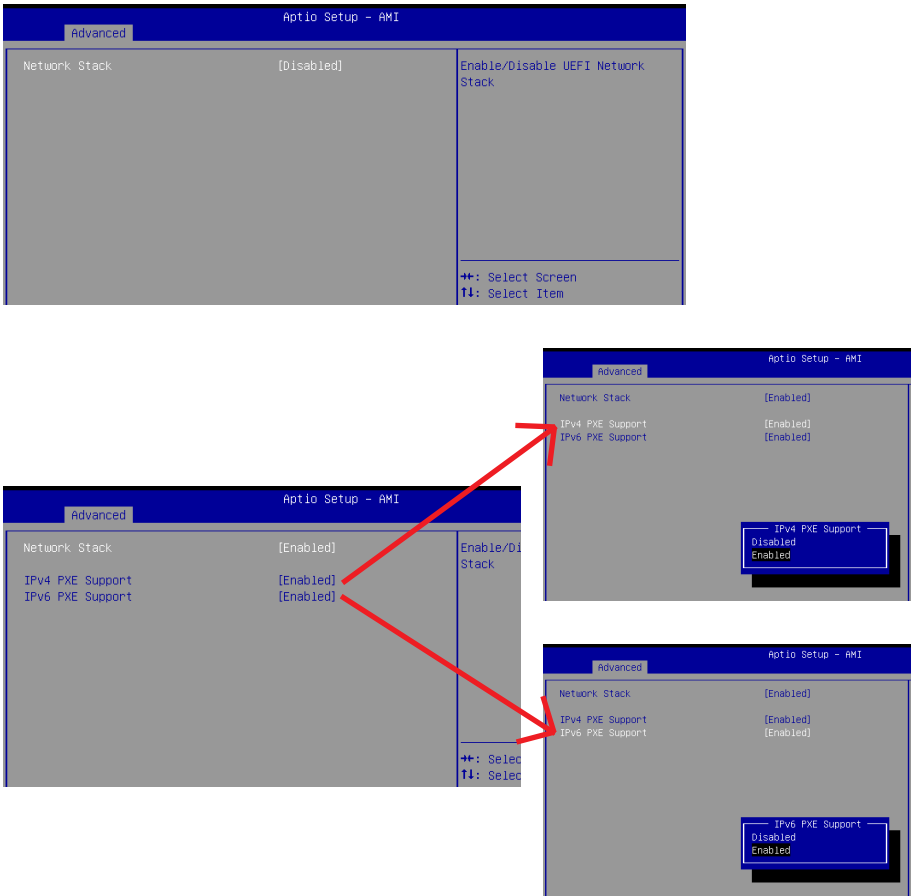 Aptio Setup – AMI
Advanced
Network Stack [Disabled] Enable/Disable UEFI Network
Stack
→←: Select Screen
↑↓: Select Item
Aptio Setup – AMI
Advanced
Network Stack [Enabled]
IPv4 PXE Support [Enabled]
IPv6 PXE Support [Enabled]
IPv4 PXE Support
Disabled
Enabled
Aptio Setup – AMI
Advanced
Network Stack [Enabled] Enable/Di
Stack
IPv4 PXE Support [Enabled]
IPv6 PXE Support [Enabled]
→←: Selec
↑↓: Selec
Aptio Setup – AMI
Advanced
Network Stack [Enabled]
IPv4 PXE Support [Enabled]
IPv6 PXE Support [Enabled]
IPv6 PXE Support
Disabled
Enabled